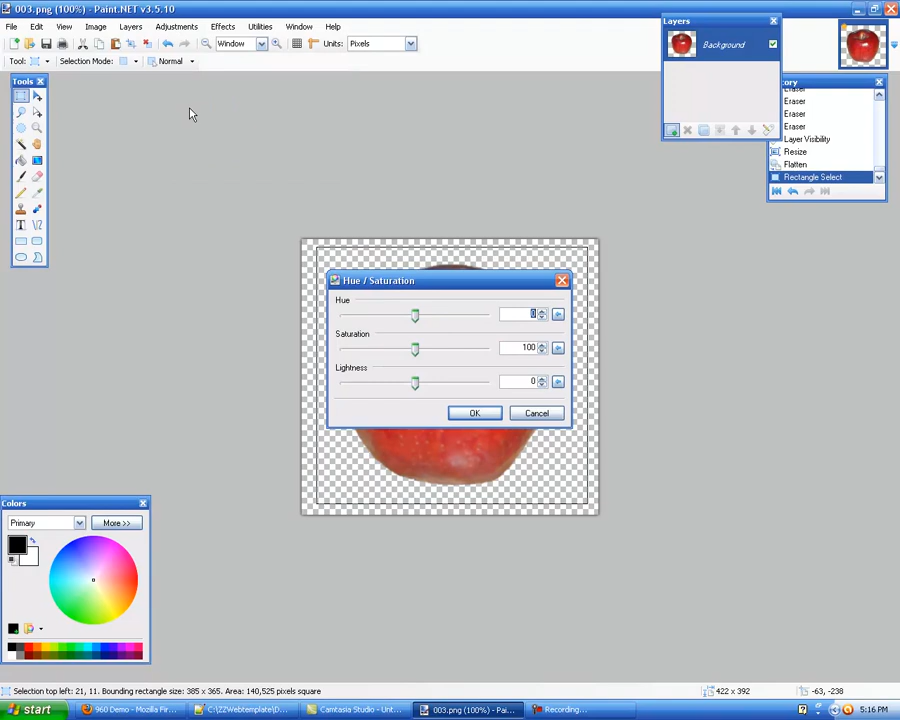 003.png (100%) - Paint.NET v3.5.10
File Edit View Image Layers Adjustments Effects Utilities Window Help
Window Units: Pixels
Tool: Selection Mode: Normal
Layers
Background
Tools
Eraser
Eraser
Eraser
Eraser
Layer Visibility
Resize
Flatten
Rectangle Select
Hue / Saturation
Hue
0
Saturation
100
Lightness
0
OK Cancel
Colors
Primary More >>
Selection top left: 21, 11. Bounding rectangle size: 385 x 365. Area: 140,525 pixels square 422 x 392 -63, -238
start 960 Demo - Mozilla Fir... C:\ZZWebtemplate\D... Camtasia Studio - Unt... 003.png (100%) - Pai... Recording... 5:16 PM